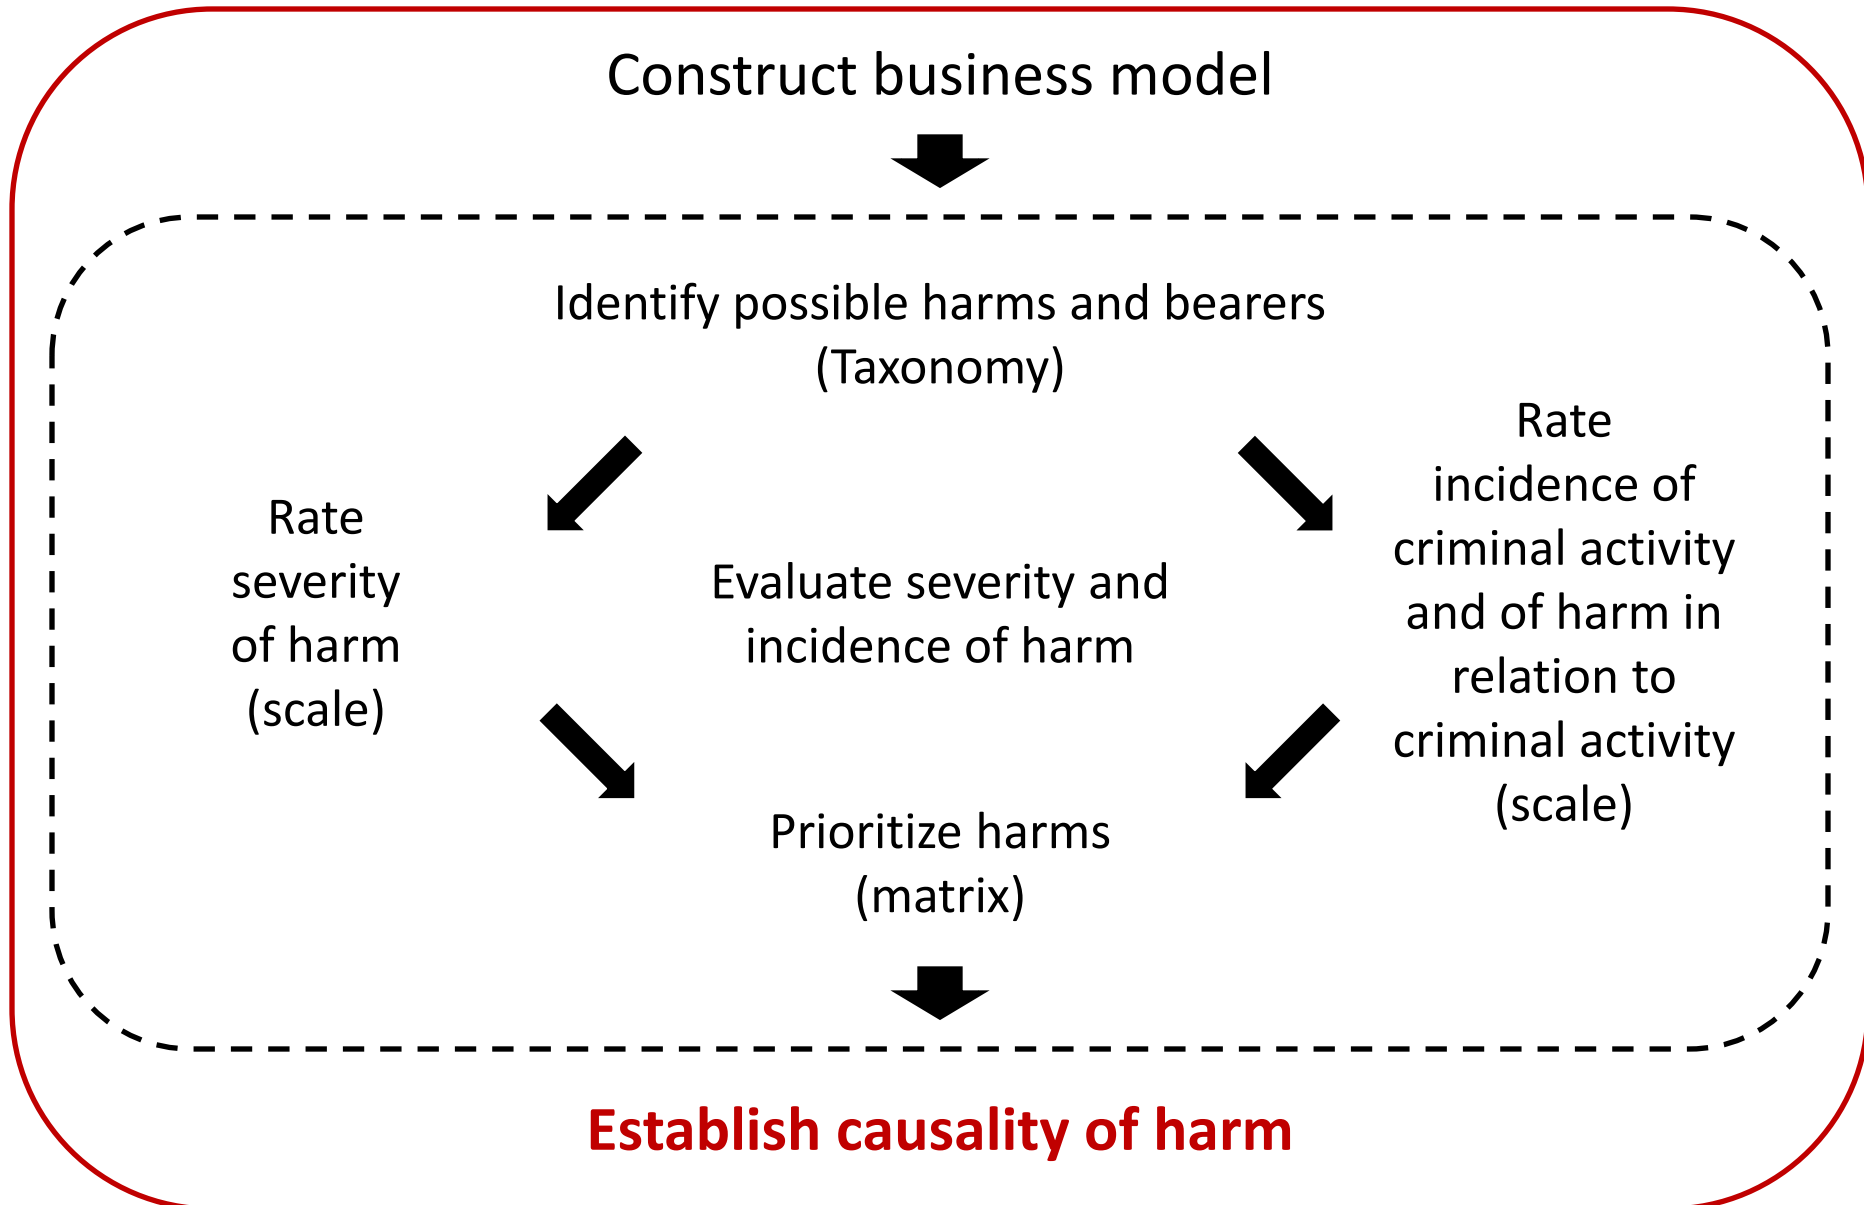 Construct business model
Identify possible harms and bearers
(Taxonomy)
Rate
severity
of harm
(scale)
Evaluate severity and
incidence of harm
Rate
incidence of
criminal activity
and of harm in
relation to
criminal activity
(scale)
Prioritize harms
(matrix)
Establish causality of harm